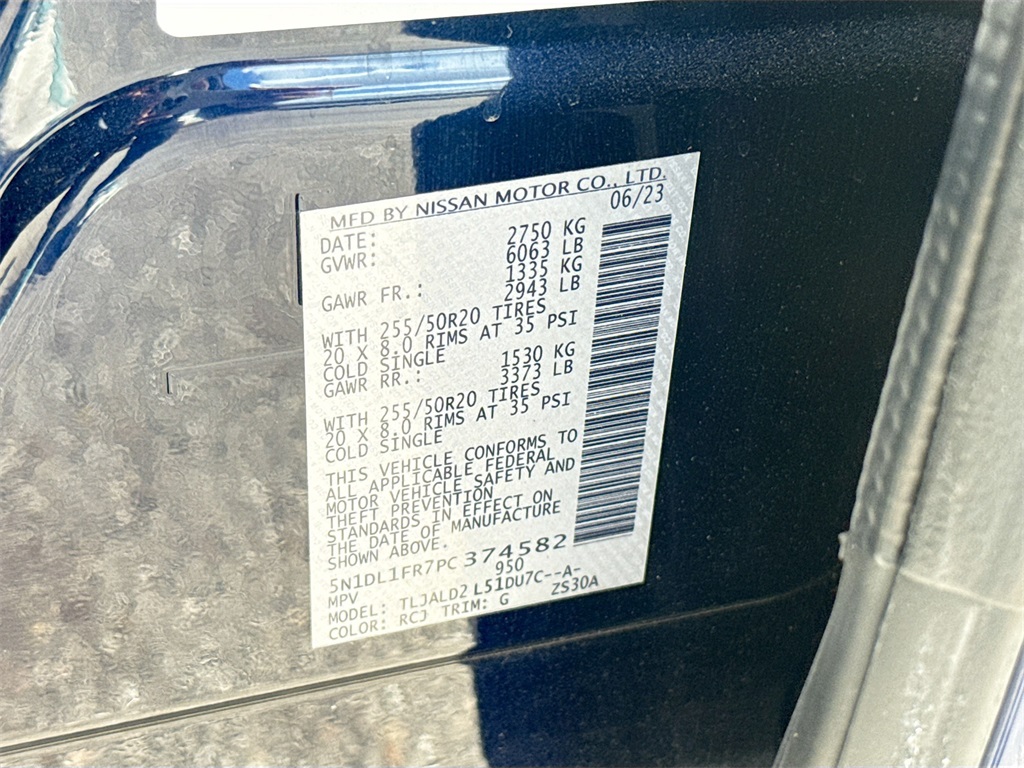 MFD BY NISSAN MOTOR CO., LTD.
DATE: 06/23
GVWR: 2750 KG
6063 LB
GAWR FR.: 1335 KG
2943 LB
WITH 255/50R20 TIRES
20 X 8.0 RIMS AT 35 PSI
COLD SINGLE
GAWR RR.: 1530 KG
3373 LB
WITH 255/50R20 TIRES
20 X 8.0 RIMS AT 35 PSI
COLD SINGLE
THIS VEHICLE CONFORMS TO
ALL APPLICABLE FEDERAL
MOTOR VEHICLE SAFETY AND
THEFT PREVENTION
STANDARDS IN EFFECT ON
THE DATE OF MANUFACTURE
SHOWN ABOVE.
5N1DL1FR7PC374582
MPV 950
MODEL: TLJALD2 L51DU7C--A-
COLOR: RCJ TRIM: G ZS30A